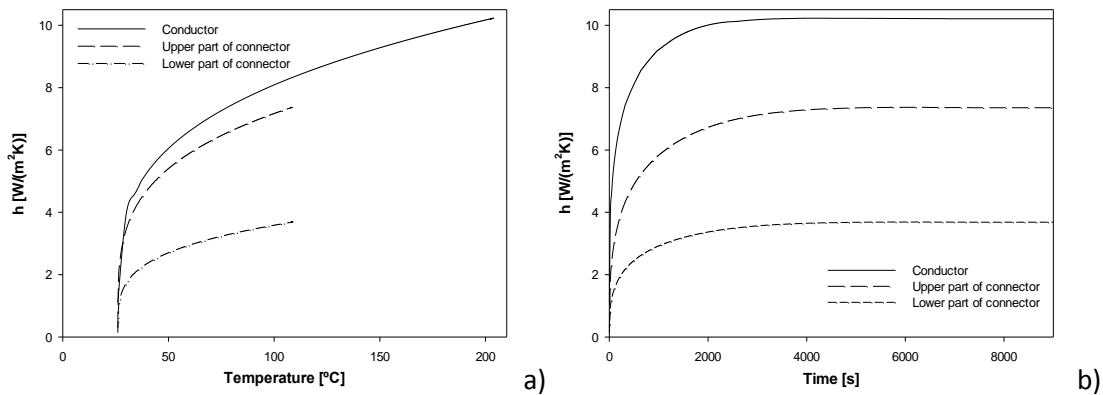 10
8
6
4
2
0
h [W/(m²K)]
Conductor
Upper part of connector
Lower part of connector
0 50 100 150 200
Temperature [ºC]
a)
10
8
6
4
2
0
h [W/(m²K)]
Conductor
Upper part of connector
Lower part of connector
0 2000 4000 6000 8000
Time [s]
b)